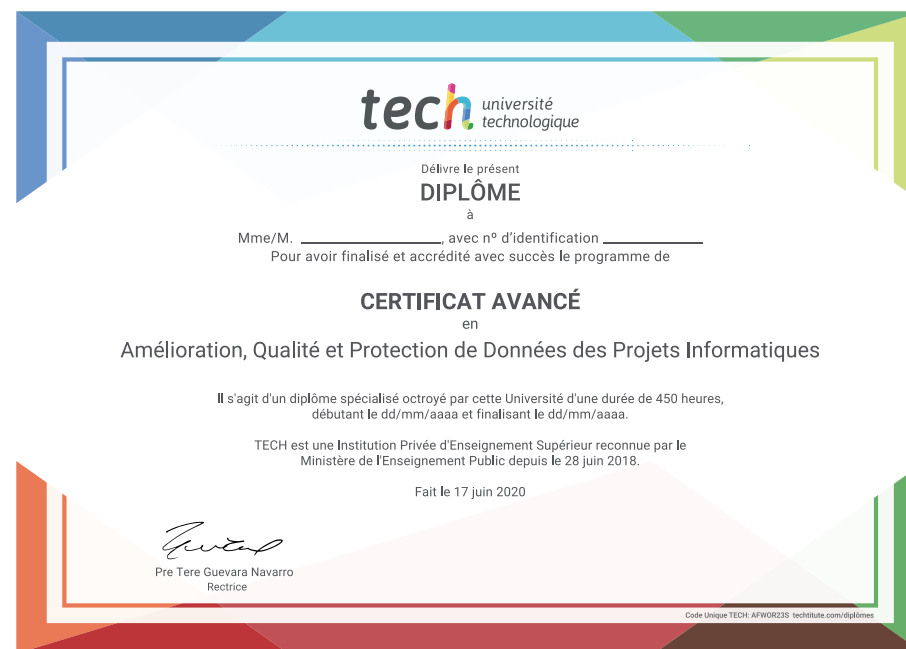 tech université
technologique
Délivre le présent
DIPLÔME
à
Mme/M. ____________________, avec nº d'identification ______________
Pour avoir finalisé et accrédité avec succès le programme de
CERTIFICAT AVANCÉ
en
Amélioration, Qualité et Protection de Données des Projets Informatiques
Il s'agit d'un diplôme spécialisé octroyé par cette Université d'une durée de 450 heures,
débutant le dd/mm/aaaa et finalisant le dd/mm/aaaa.
TECH est une Institution Privée d'Enseignement Supérieur reconnue par le
Ministère de l'Enseignement Public depuis le 28 juin 2018.
Fait le 17 juin 2020
Pre Tere Guevara Navarro
Rectrice
Code Unique TECH: AFWOR23S techtitute.com/diplômes